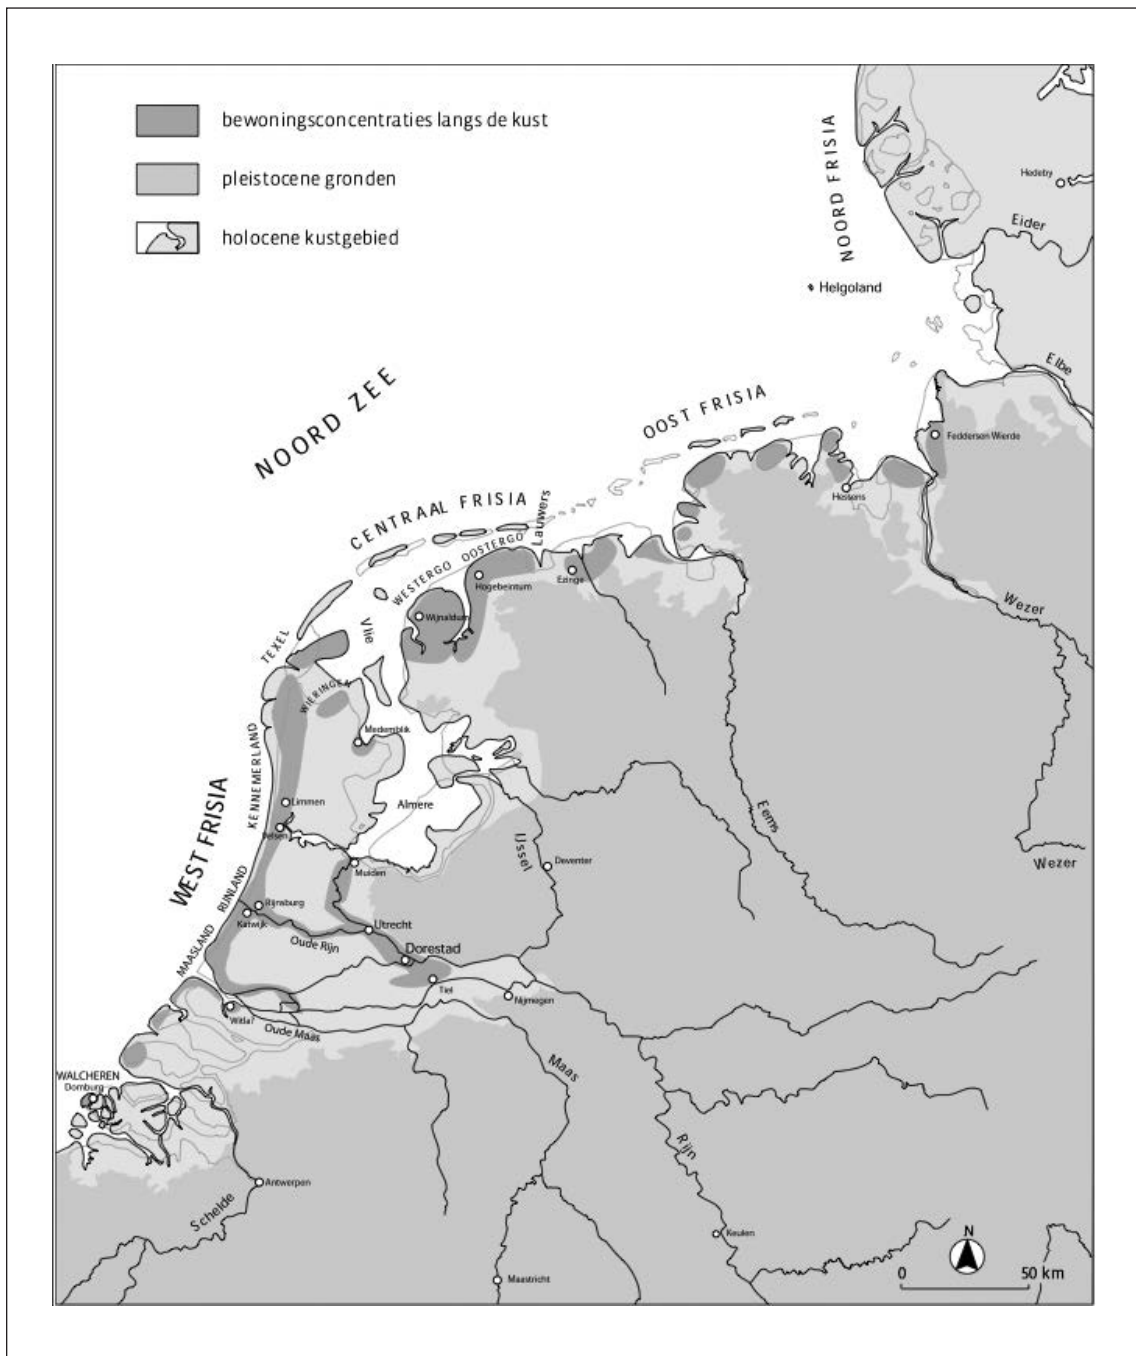 bewoningsconcentraties langs de kust
pleistocene gronden
holocene kustgebied
NOORD FRISIA
Hedeby
Eider
Helgoland
Elbe
NOORD ZEE
OOST FRISIA
Feddersen Wierde
Hessens
CENTRAAL FRISIA
Lauwers
WESTERGO
OOSTERGO
Hogebeintum
Ezinge
Wijnaldum
Wezer
Vlie
TEXEL
WIERINGEN
Medemblik
KENNEMERLAND
WEST FRISIA
Limmen
Velsen
Almere
IJssel
Eems
Wezer
Deventer
Muiden
RIJNLAND
Rijnsburg
Katwijk
Oude Rijn
Utrecht
Dorestad
MAASLAND
Tiel
Nijmegen
Witla?
Oude Maas
Maas
WALCHEREN
Domburg
Rijn
Antwerpen
Schelde
Keulen
Maastricht
N
0 50 km